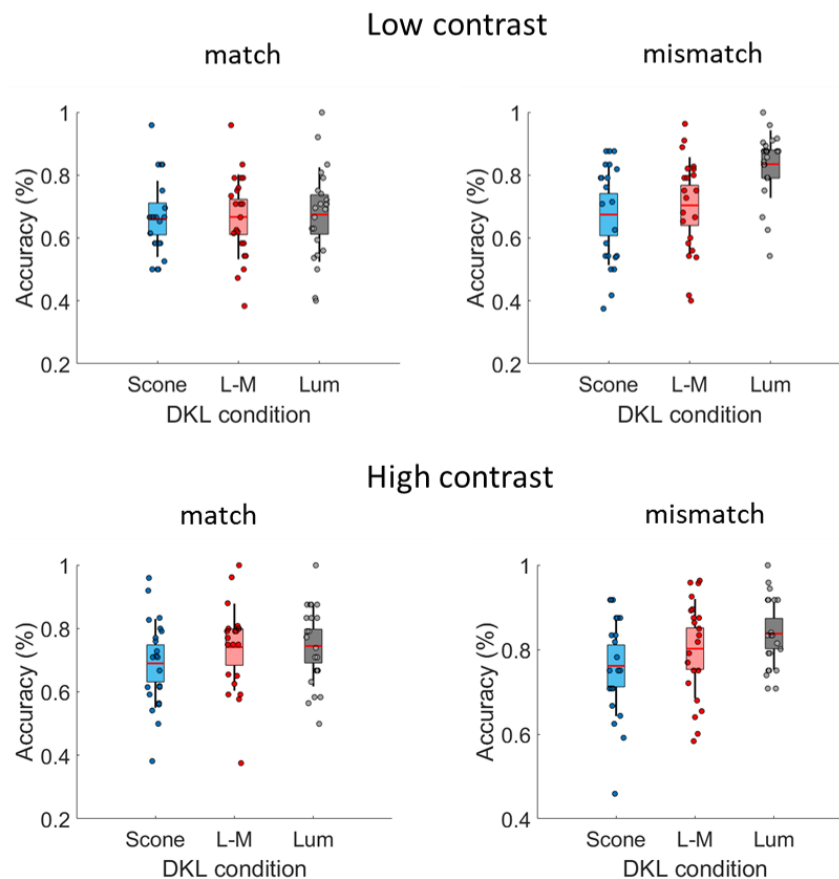 Low contrast
match
mismatch
Accuracy (%)
1
0.8
0.6
0.4
0.2
Scone L-M Lum
DKL condition
Accuracy (%)
1
0.8
0.6
0.4
0.2
Scone L-M Lum
DKL condition
High contrast
match
mismatch
Accuracy (%)
1
0.8
0.6
0.4
0.2
Scone L-M Lum
DKL condition
Accuracy (%)
1
0.8
0.6
0.4
Scone L-M Lum
DKL condition